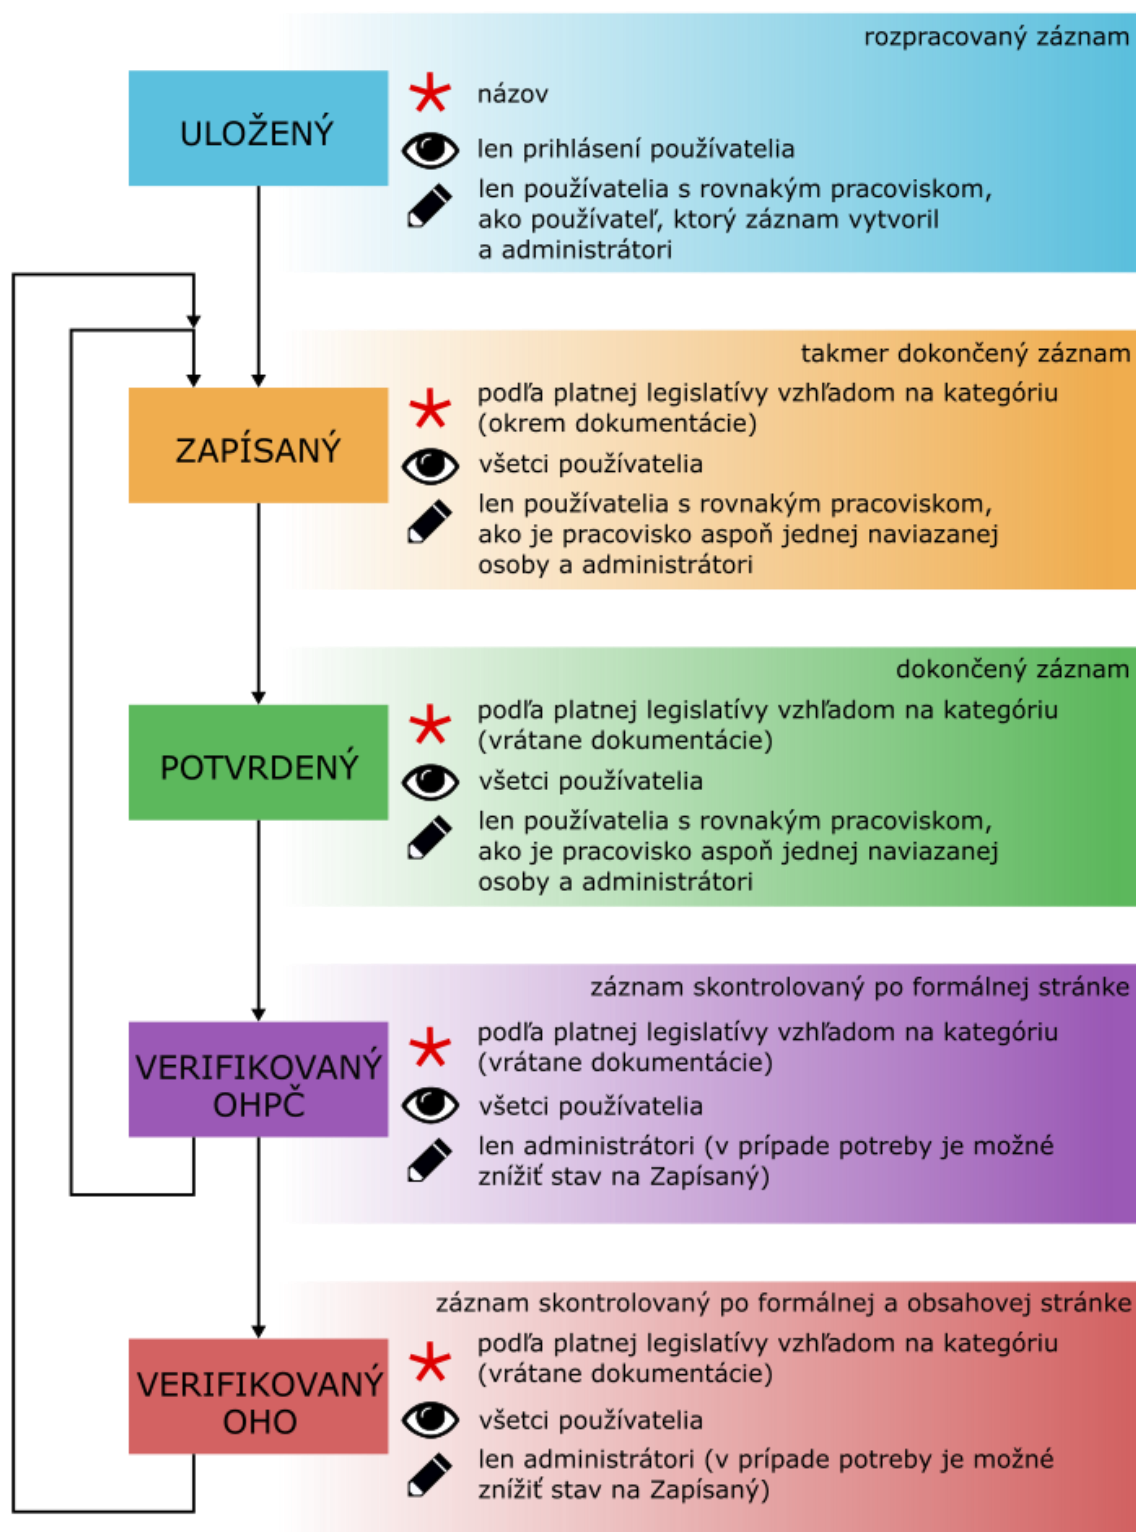 rozpracovaný záznam
ULOŽENÝ
názov
len prihlásení používatelia
len používatelia s rovnakým pracoviskom,
ako používateľ, ktorý záznam vytvoril
a administrátori
takmer dokončený záznam
ZAPÍSANÝ
podľa platnej legislatívy vzhľadom na kategóriu
(okrem dokumentácie)
všetci používatelia
len používatelia s rovnakým pracoviskom,
ako je pracovisko aspoň jednej naviazanej
osoby a administrátori
dokončený záznam
POTVRDENÝ
podľa platnej legislatívy vzhľadom na kategóriu
(vrátane dokumentácie)
všetci používatelia
len používatelia s rovnakým pracoviskom,
ako je pracovisko aspoň jednej naviazanej
osoby a administrátori
záznam skontrolovaný po formálnej stránke
VERIFIKOVANÝ
OHPČ
podľa platnej legislatívy vzhľadom na kategóriu
(vrátane dokumentácie)
všetci používatelia
len administrátori (v prípade potreby je možné
znížiť stav na Zapísaný)
záznam skontrolovaný po formálnej a obsahovej stránke
VERIFIKOVANÝ
OHO
podľa platnej legislatívy vzhľadom na kategóriu
(vrátane dokumentácie)
všetci používatelia
len administrátori (v prípade potreby je možné
znížiť stav na Zapísaný)